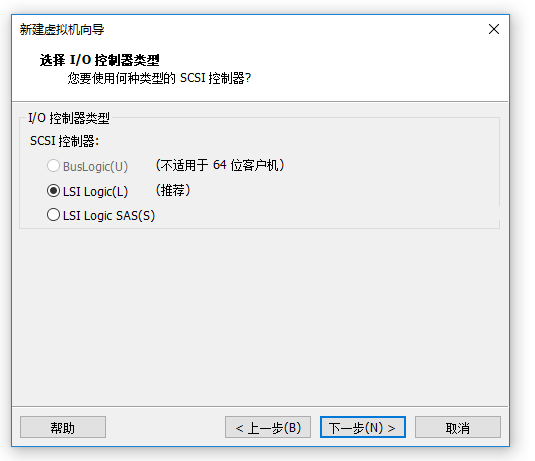 新建虚拟机向导
选择 I/O 控制器类型
您要使用何种类型的 SCSI 控制器?
I/O 控制器类型
SCSI 控制器:
BusLogic(U) (不适用于 64 位客户机)
LSI Logic(L) (推荐)
LSI Logic SAS(S)
帮助 < 上一步(B) 下一步(N) > 取消